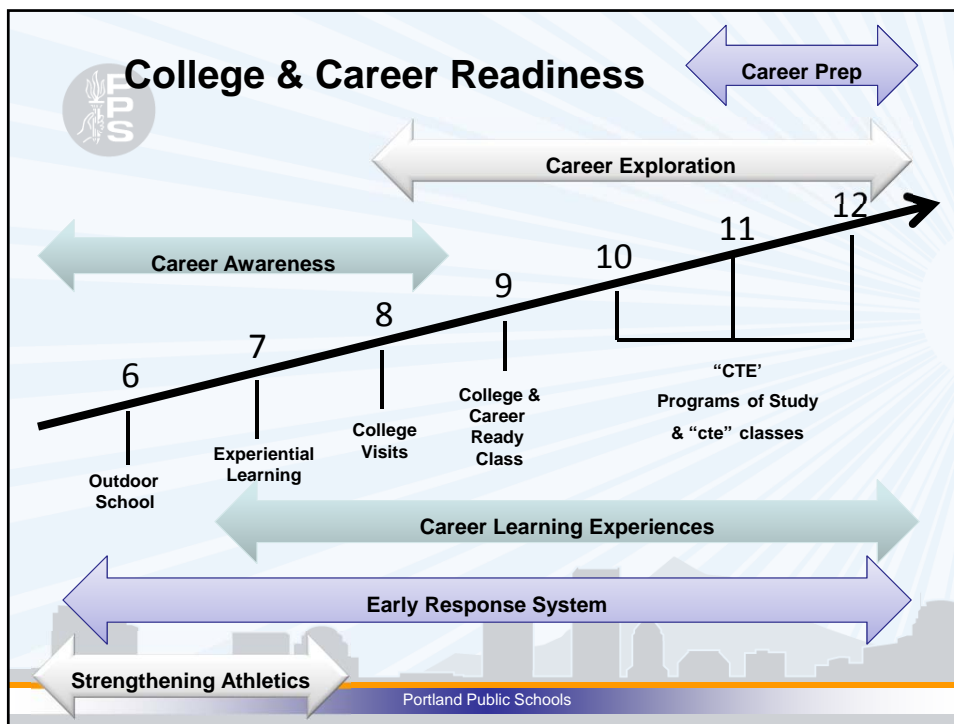 College & Career Readiness
Career Prep
PPS
Career Exploration
12
11
Career Awareness
10
9
8
7
6
"CTE'
Programs of Study
& "cte" classes
College &
Career
Ready
Class
College
Visits
Experiential
Learning
Outdoor
School
Career Learning Experiences
Early Response System
Strengthening Athletics
Portland Public Schools